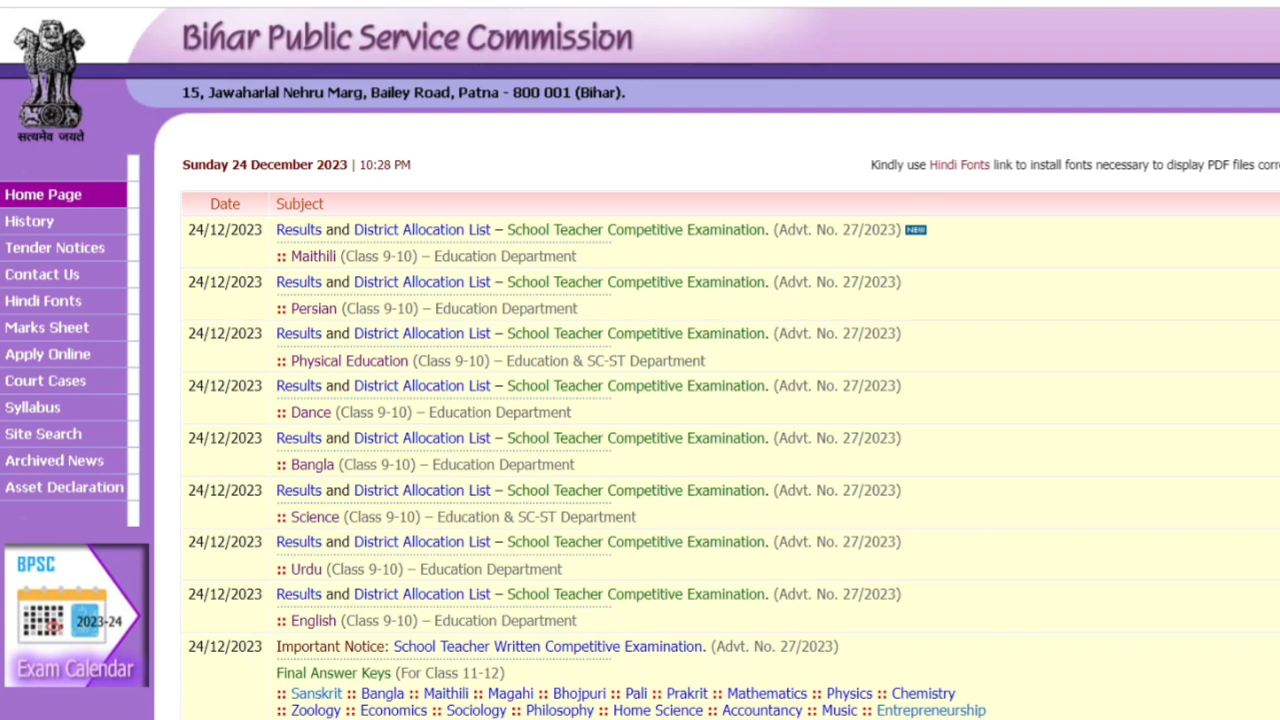 Bihar Public Service Commission
15, Jawaharlal Nehru Marg, Bailey Road, Patna - 800 001 (Bihar).
सत्यमेव जयते
Sunday 24 December 2023 | 10:28 PM
Kindly use Hindi Fonts link to install fonts necessary to display PDF files corr
Home Page
History
Tender Notices
Contact Us
Hindi Fonts
Marks Sheet
Apply Online
Court Cases
Syllabus
Site Search
Archived News
Asset Declaration
BPSC
2023-24
Exam Calendar
Date Subject
24/12/2023 Results and District Allocation List – School Teacher Competitive Examination. (Advt. No. 27/2023) NEW
:: Maithili (Class 9-10) – Education Department
24/12/2023 Results and District Allocation List – School Teacher Competitive Examination. (Advt. No. 27/2023)
:: Persian (Class 9-10) – Education Department
24/12/2023 Results and District Allocation List – School Teacher Competitive Examination. (Advt. No. 27/2023)
:: Physical Education (Class 9-10) – Education & SC-ST Department
24/12/2023 Results and District Allocation List – School Teacher Competitive Examination. (Advt. No. 27/2023)
:: Dance (Class 9-10) – Education Department
24/12/2023 Results and District Allocation List – School Teacher Competitive Examination. (Advt. No. 27/2023)
:: Bangla (Class 9-10) – Education Department
24/12/2023 Results and District Allocation List – School Teacher Competitive Examination. (Advt. No. 27/2023)
:: Science (Class 9-10) – Education & SC-ST Department
24/12/2023 Results and District Allocation List – School Teacher Competitive Examination. (Advt. No. 27/2023)
:: Urdu (Class 9-10) – Education Department
24/12/2023 Results and District Allocation List – School Teacher Competitive Examination. (Advt. No. 27/2023)
:: English (Class 9-10) – Education Department
24/12/2023 Important Notice: School Teacher Written Competitive Examination. (Advt. No. 27/2023)
Final Answer Keys (For Class 11-12)
:: Sanskrit :: Bangla :: Maithili :: Magahi :: Bhojpuri :: Pali :: Prakrit :: Mathematics :: Physics :: Chemistry
:: Zoology :: Economics :: Sociology :: Philosophy :: Home Science :: Accountancy :: Music :: Entrepreneurship